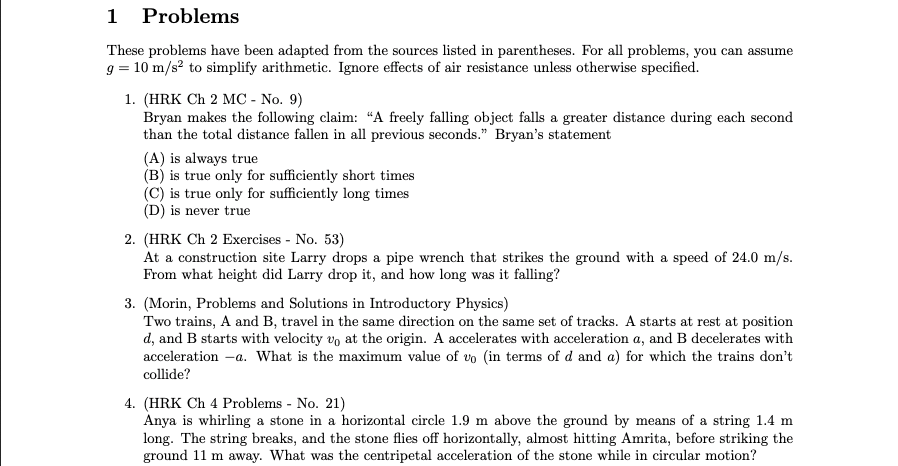 1 Problems
These problems have been adapted from the sources listed in parentheses. For all problems, you can assume
g = 10 m/s² to simplify arithmetic. Ignore effects of air resistance unless otherwise specified.
1. (HRK Ch 2 MC - No. 9)
Bryan makes the following claim: “A freely falling object falls a greater distance during each second
than the total distance fallen in all previous seconds.” Bryan’s statement
(A) is always true
(B) is true only for sufficiently short times
(C) is true only for sufficiently long times
(D) is never true
2. (HRK Ch 2 Exercises - No. 53)
At a construction site Larry drops a pipe wrench that strikes the ground with a speed of 24.0 m/s.
From what height did Larry drop it, and how long was it falling?
3. (Morin, Problems and Solutions in Introductory Physics)
Two trains, A and B, travel in the same direction on the same set of tracks. A starts at rest at position
d, and B starts with velocity v₀ at the origin. A accelerates with acceleration a, and B decelerates with
acceleration −a. What is the maximum value of v₀ (in terms of d and a) for which the trains don’t
collide?
4. (HRK Ch 4 Problems - No. 21)
Anya is whirling a stone in a horizontal circle 1.9 m above the ground by means of a string 1.4 m
long. The string breaks, and the stone flies off horizontally, almost hitting Amrita, before striking the
ground 11 m away. What was the centripetal acceleration of the stone while in circular motion?